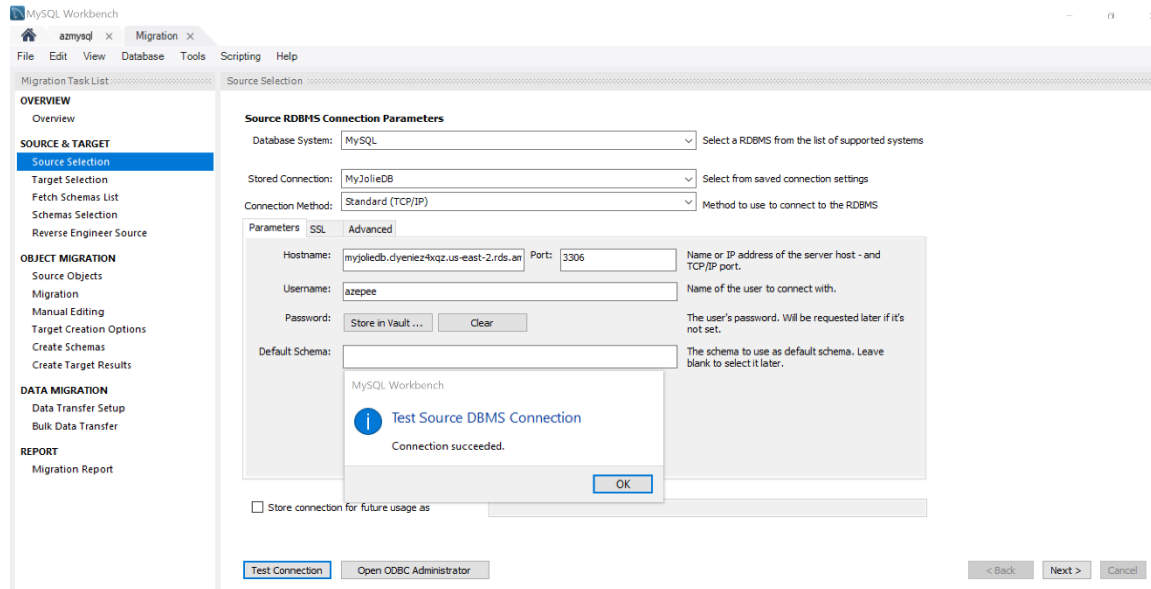 MySQL Workbench
azmysql × Migration ×
File Edit View Database Tools Scripting Help
Migration Task List
OVERVIEW
Overview
SOURCE & TARGET
Source Selection
Target Selection
Fetch Schemas List
Schemas Selection
Reverse Engineer Source
OBJECT MIGRATION
Source Objects
Migration
Manual Editing
Target Creation Options
Create Schemas
Create Target Results
DATA MIGRATION
Data Transfer Setup
Bulk Data Transfer
REPORT
Migration Report
Source Selection
Source RDBMS Connection Parameters
Database System: MySQL Select a RDBMS from the list of supported systems
Stored Connection: MyJolieDB Select from saved connection settings
Connection Method: Standard (TCP/IP) Method to use to connect to the RDBMS
Parameters SSL Advanced
Hostname: myjoliedb.clyeniez4xqz.us-east-2.rds.am Port: 3306 Name or IP address of the server host - and
TCP/IP port.
Username: azepee Name of the user to connect with.
Password: Store in Vault ... Clear The user's password. Will be requested later if it's
not set.
Default Schema: The schema to use as default schema. Leave
blank to select it later.
MySQL Workbench
Test Source DBMS Connection
Connection succeeded.
OK
Store connection for future usage as
Test Connection Open ODBC Administrator < Back Next > Cancel